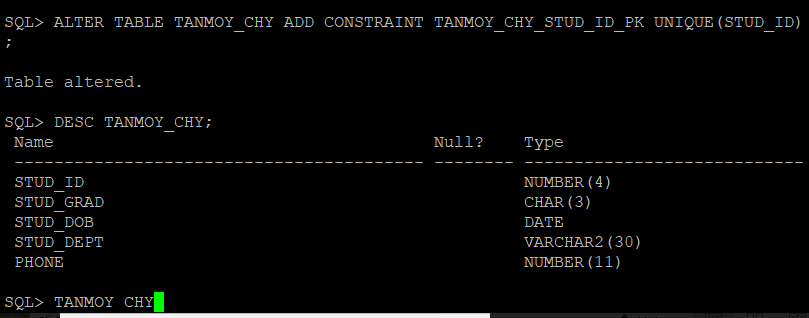 SQL> ALTER TABLE TANMOY_CHY ADD CONSTRAINT TANMOY_CHY_STUD_ID_PK UNIQUE(STUD_ID)
;
Table altered.
SQL> DESC TANMOY_CHY;
Name Null? Type
----------------------------------------- -------- ----------------------------
STUD_ID NUMBER(4)
STUD_GRAD CHAR(3)
STUD_DOB DATE
STUD_DEPT VARCHAR2(30)
PHONE NUMBER(11)
SQL> TANMOY CHY